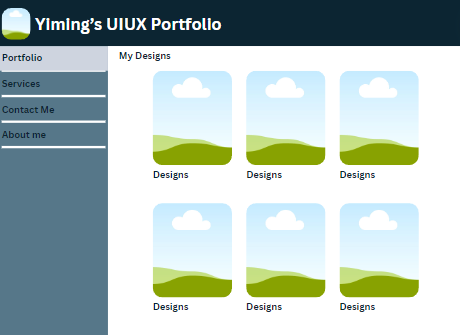 Yiming's UIUX Portfolio
Portfolio
Services
Contact Me
About me
My Designs
Designs
Designs
Designs
Designs
Designs
Designs